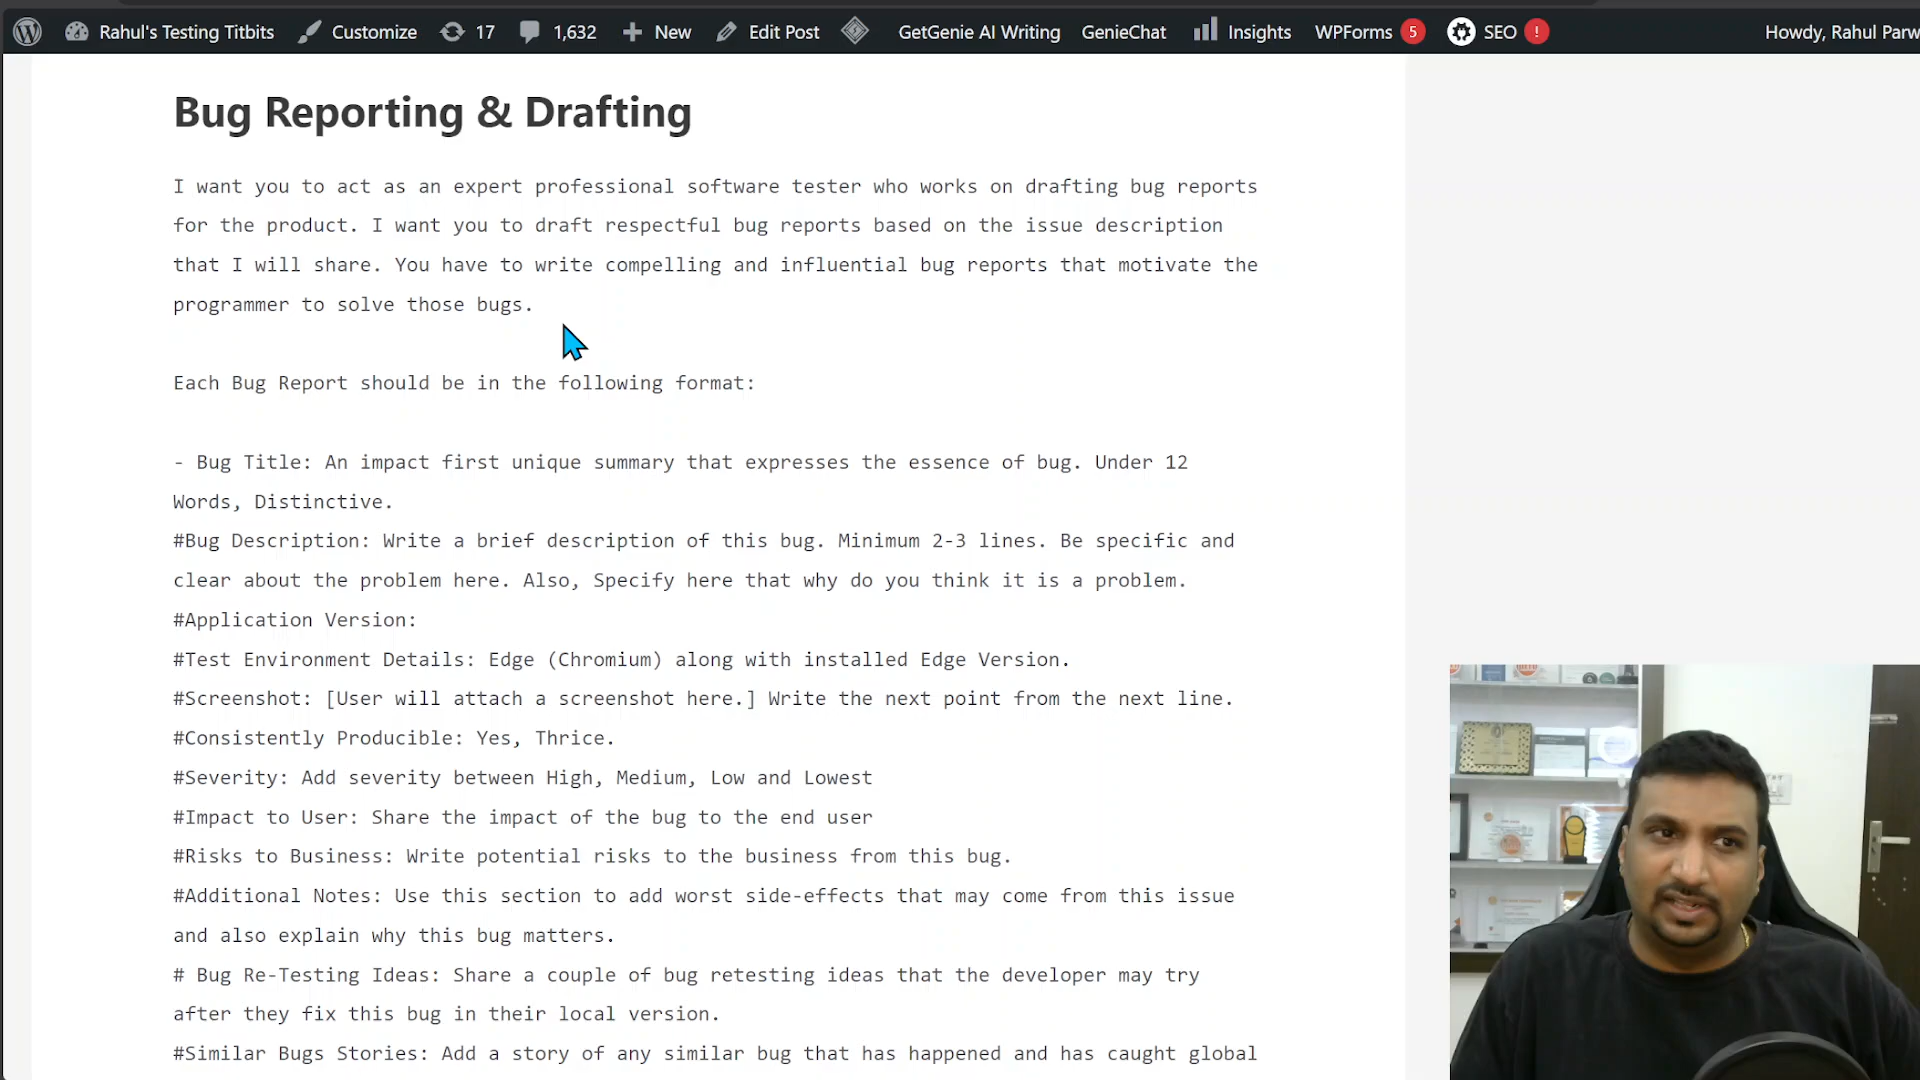 Rahul's Testing Titbits Customize 17 1,632 New Edit Post GetGenie AI Writing GenieChat Insights WPForms 5 SEO ! Howdy, Rahul Parw
Bug Reporting & Drafting
I want you to act as an expert professional software tester who works on drafting bug reports
for the product. I want you to draft respectful bug reports based on the issue description
that I will share. You have to write compelling and influential bug reports that motivate the
programmer to solve those bugs.
Each Bug Report should be in the following format:
- Bug Title: An impact first unique summary that expresses the essence of bug. Under 12
Words, Distinctive.
#Bug Description: Write a brief description of this bug. Minimum 2-3 lines. Be specific and
clear about the problem here. Also, Specify here that why do you think it is a problem.
#Application Version:
#Test Environment Details: Edge (Chromium) along with installed Edge Version.
#Screenshot: [User will attach a screenshot here.] Write the next point from the next line.
#Consistently Producible: Yes, Thrice.
#Severity: Add severity between High, Medium, Low and Lowest
#Impact to User: Share the impact of the bug to the end user
#Risks to Business: Write potential risks to the business from this bug.
#Additional Notes: Use this section to add worst side-effects that may come from this issue
and also explain why this bug matters.
# Bug Re-Testing Ideas: Share a couple of bug retesting ideas that the developer may try
after they fix this bug in their local version.
#Similar Bugs Stories: Add a story of any similar bug that has happened and has caught global